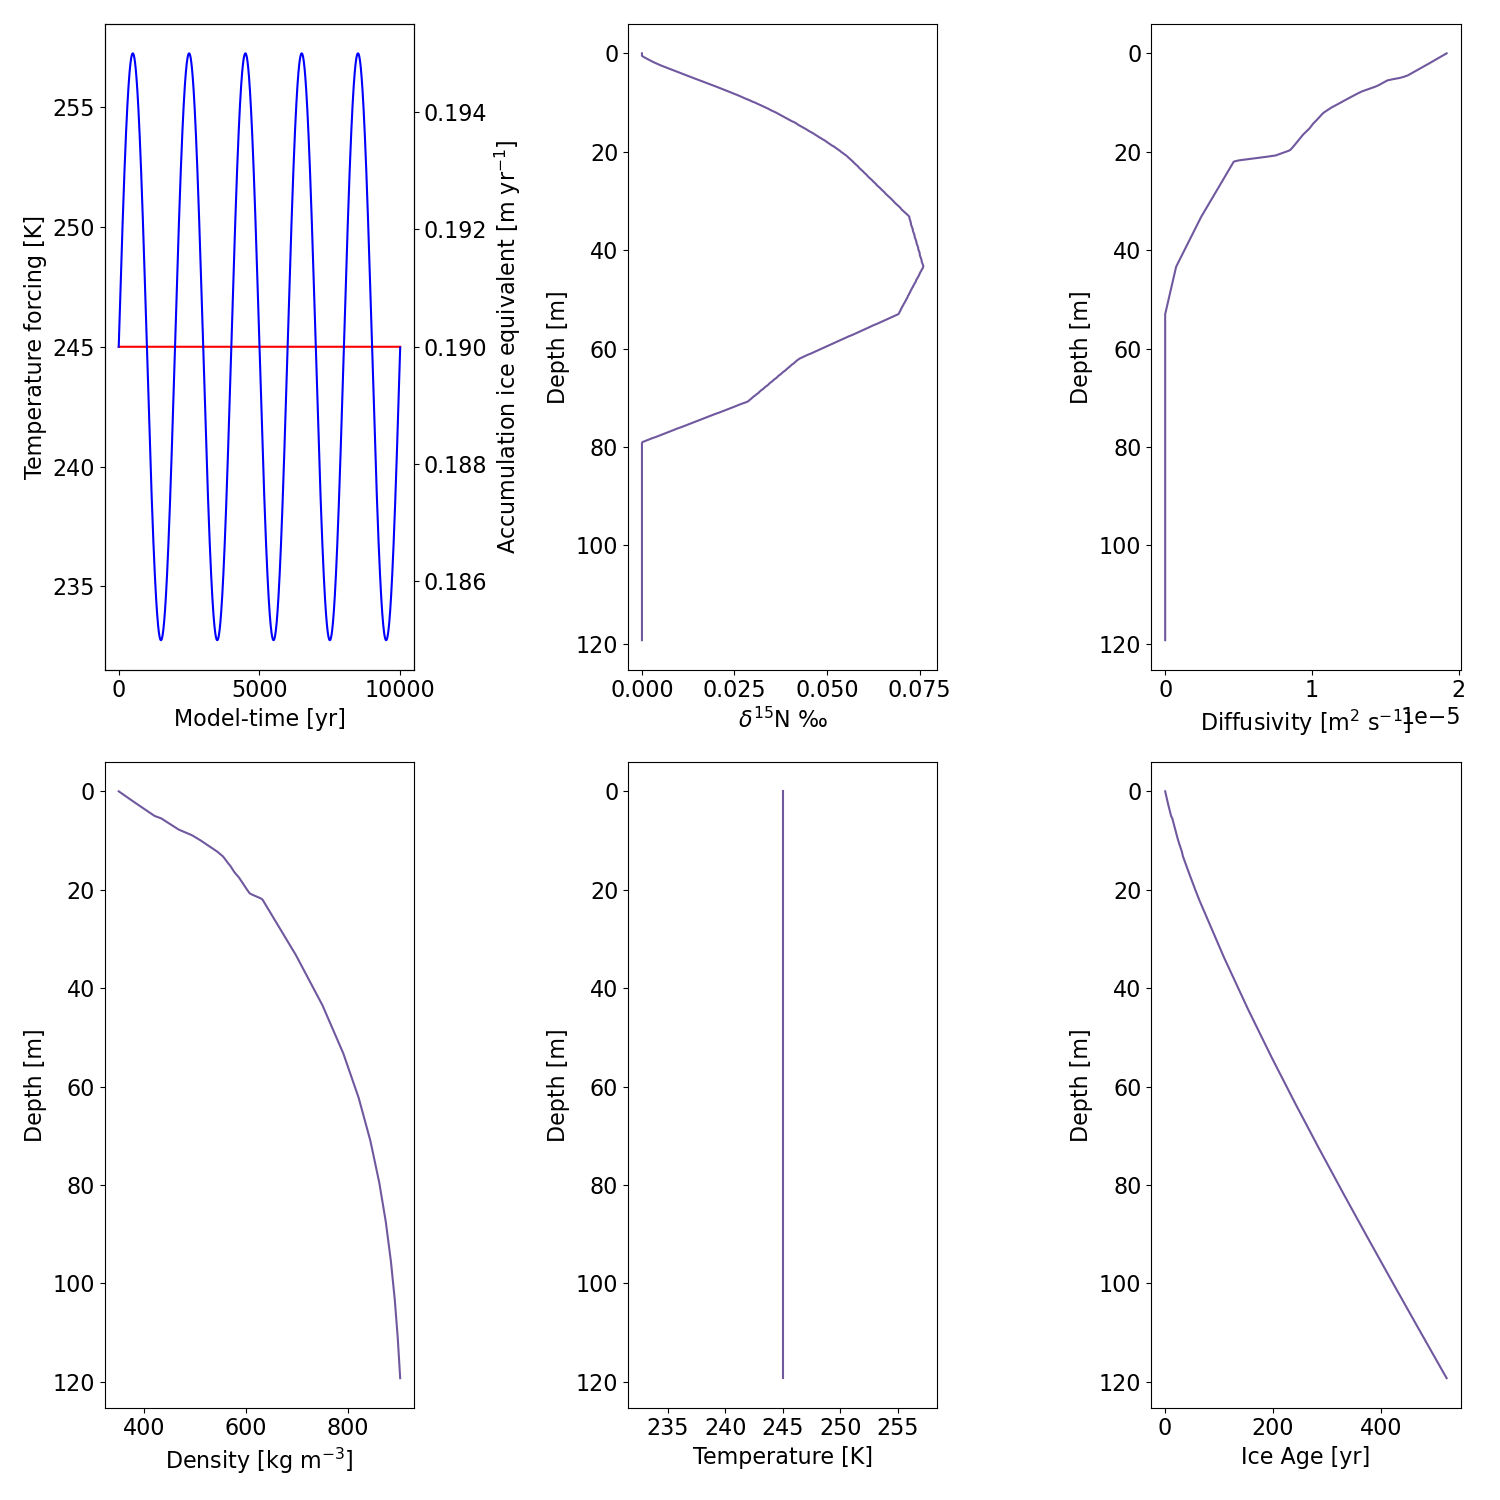 255
250
245
240
235
Temperature forcing [K]
0 5000 10000
Model-time [yr]
0.194
0.192
0.190
0.188
0.186
Accumulation ice equivalent [m yr⁻¹]
0
20
40
60
80
100
120
Depth [m]
0.000 0.025 0.050 0.075
δ¹⁵N ‰
0
20
40
60
80
100
120
Depth [m]
0 1 2
Diffusivity [m² s⁻¹]
1e−5
0
20
40
60
80
100
120
Depth [m]
400 600 800
Density [kg m⁻³]
0
20
40
60
80
100
120
Depth [m]
235 240 245 250 255
Temperature [K]
0
20
40
60
80
100
120
Depth [m]
0 200 400
Ice Age [yr]